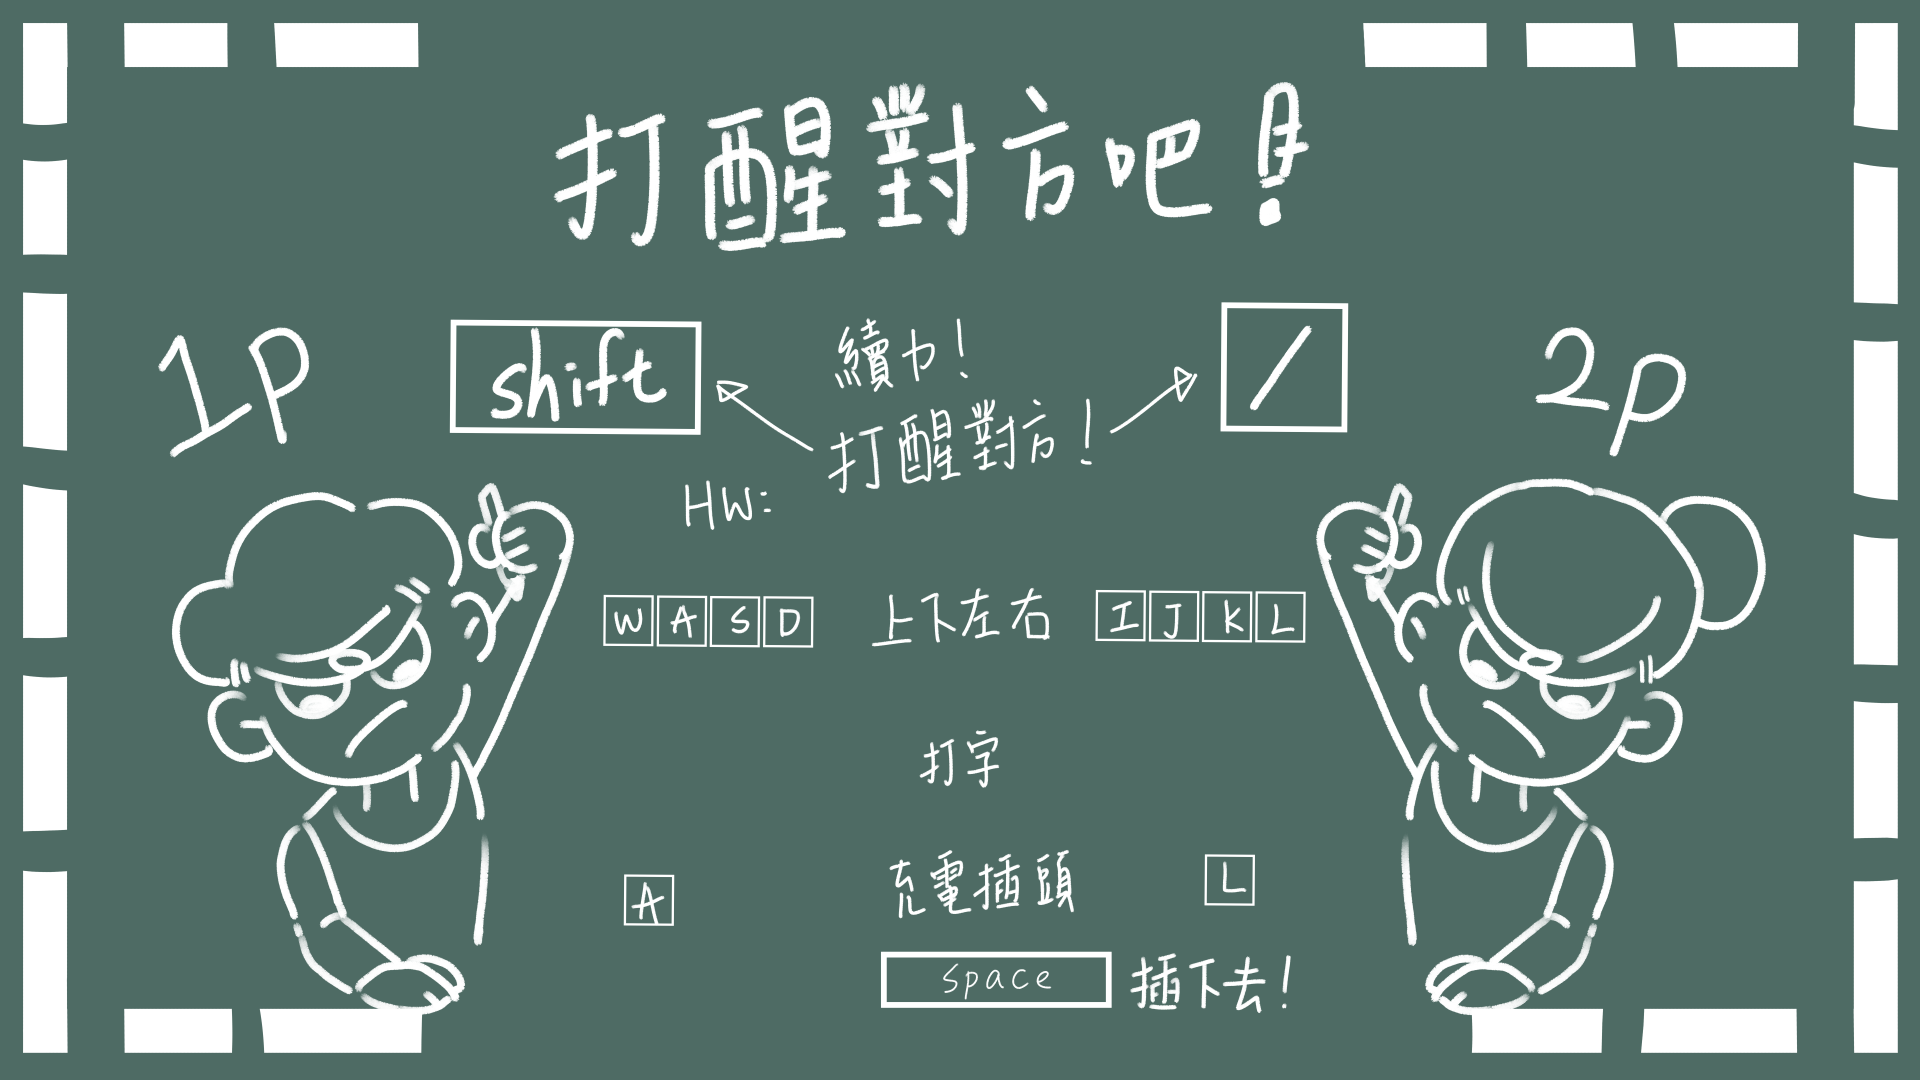 打醒對方吧!
1p shift 續力! / 2p
打醒對方!
HW:
W A S D 上下左右 I J K L
打字
A 充電插頭 L
Space 插下去!